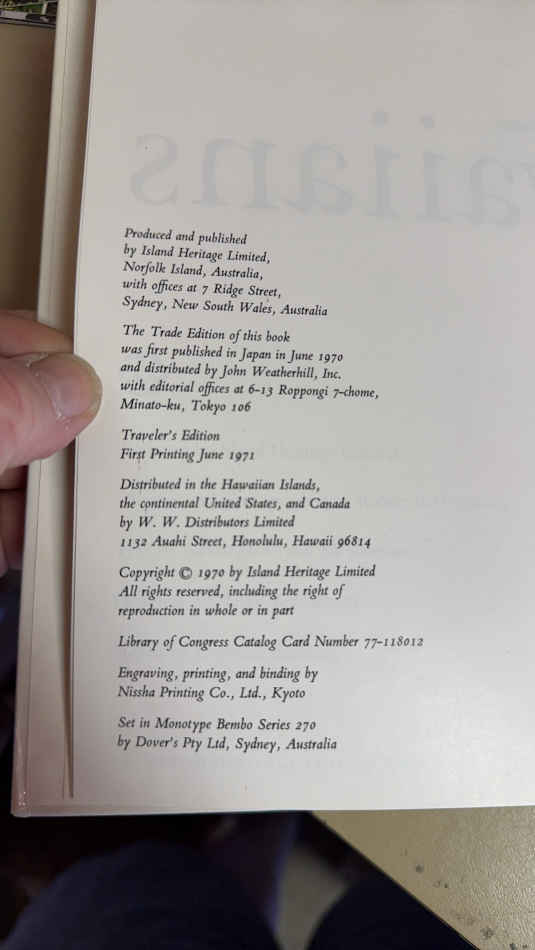 aiians
Produced and published
by Island Heritage Limited,
Norfolk Island, Australia,
with offices at 7 Ridge Street,
Sydney, New South Wales, Australia
The Trade Edition of this book
was first published in Japan in June 1970
and distributed by John Weatherhill, Inc.
with editorial offices at 6-13 Roppongi 7-chome,
Minato-ku, Tokyo 106
Traveler's Edition
First Printing June 1971
Distributed in the Hawaiian Islands,
the continental United States, and Canada
by W. W. Distributors Limited
1132 Auahi Street, Honolulu, Hawaii 96814
Copyright © 1970 by Island Heritage Limited
All rights reserved, including the right of
reproduction in whole or in part
Library of Congress Catalog Card Number 77-118012
Engraving, printing, and binding by
Nissha Printing Co., Ltd., Kyoto
Set in Monotype Bembo Series 270
by Dover's Pty Ltd, Sydney, Australia